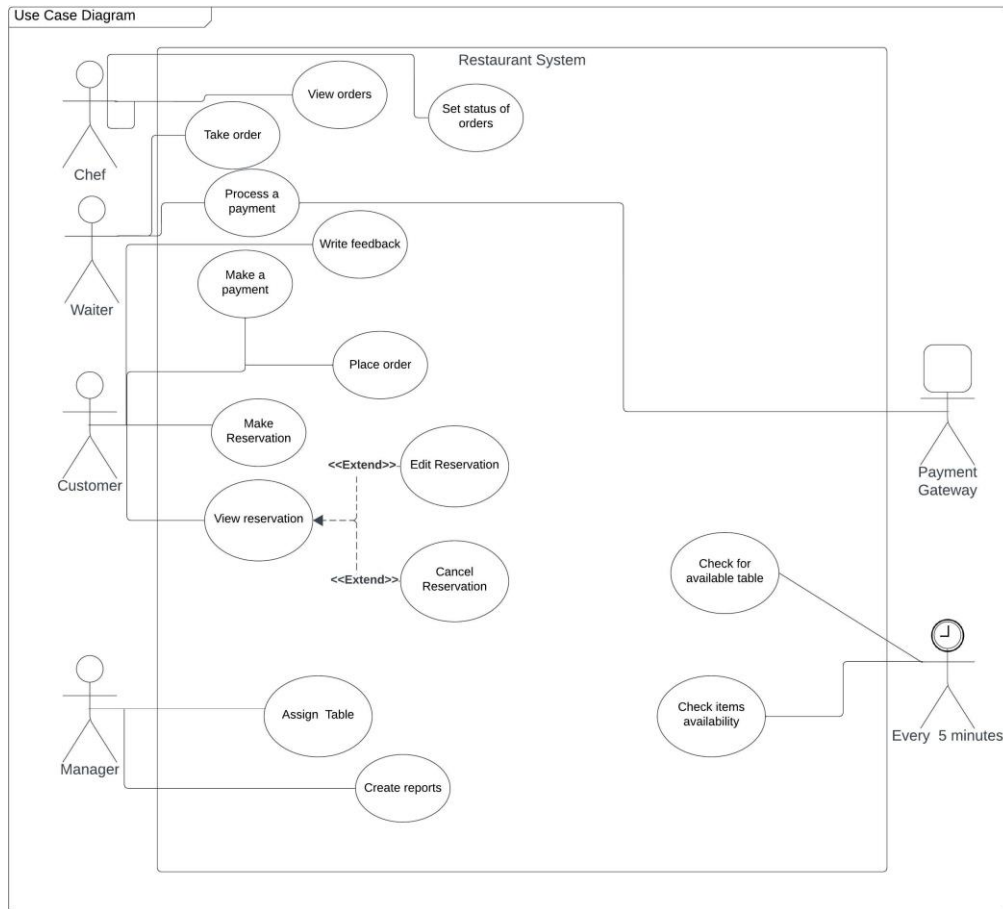 Use Case Diagram
Restaurant System
View orders
Set status of
orders
Take order
Chef
Process a
payment
Write feedback
Make a
payment
Waiter
Place order
Make
Reservation
Customer
<<Extend>>
Edit Reservation
Payment
Gateway
View reservation
Check for
available table
<<Extend>>
Cancel
Reservation
Assign Table
Check items
availability
Every 5 minutes
Manager
Create reports